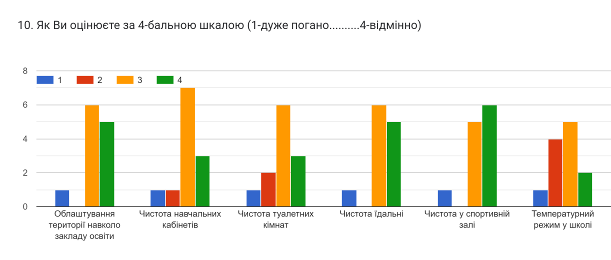 10. Як Ви оцінюєте за 4-бальною шкалою (1-дуже погано..........4-відмінно)
8
1 2 3 4
6
4
2
0
Облаштування
території навколо
закладу освіти
Чистота навчальних
кабінетів
Чистота туалетних
кімнат
Чистота їдальні
Чистота у спортивній
залі
Температурний
режим у школі